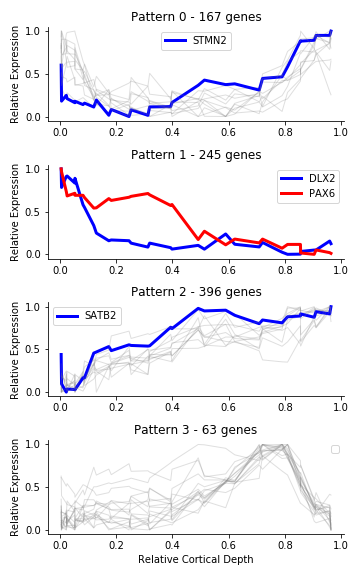 Pattern 0 - 167 genes
Relative Expression
1.0
0.5
0.0
STMN2
0.0 0.2 0.4 0.6 0.8 1.0
Pattern 1 - 245 genes
Relative Expression
1.0
0.5
0.0
DLX2
PAX6
0.0 0.2 0.4 0.6 0.8 1.0
Pattern 2 - 396 genes
Relative Expression
1.0
0.5
0.0
SATB2
0.0 0.2 0.4 0.6 0.8 1.0
Pattern 3 - 63 genes
Relative Expression
1.0
0.5
0.0
0.0 0.2 0.4 0.6 0.8 1.0
Relative Cortical Depth